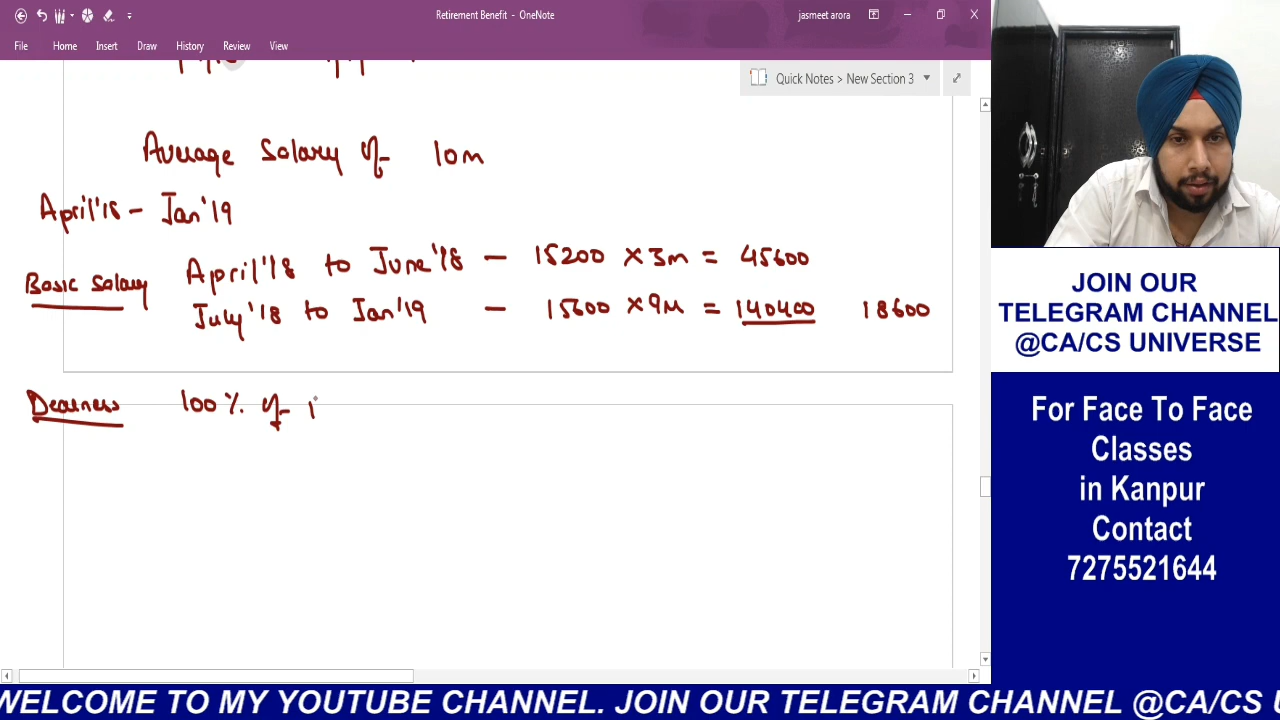 Retirement Benefit - OneNote
jasmeet arora
File Home Insert Draw History Review View
Quick Notes > New Section 3
Average Salary of 10m
April'18 - Jan'19
Basic Salary April'18 to June'18 - 15200 x 3m = 45600
July'18 to Jan'19 - 15600 x 9m = 140400 18600
Dearness 100% of
JOIN OUR
TELEGRAM CHANNEL
@CA/CS UNIVERSE
For Face To Face
Classes
in Kanpur
Contact
7275521644
WELCOME TO MY YOUTUBE CHANNEL. JOIN OUR TELEGRAM CHANNEL @CA/CS U